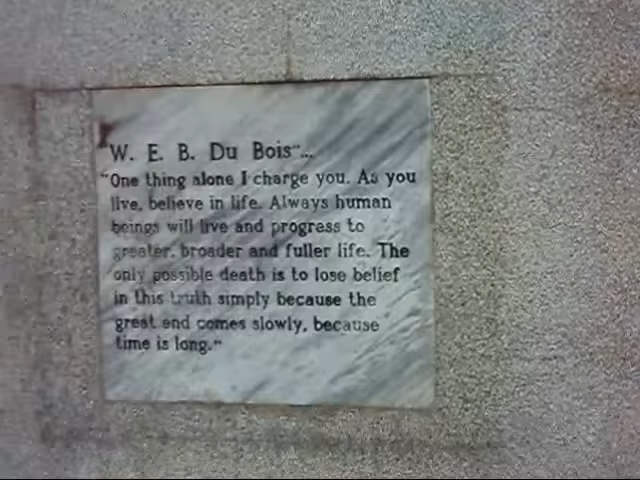 "W. E. B. Du Bois"...
"One thing alone I charge you. As you
live, believe in life. Always human
beings will live and progress to
greater, broader and fuller life. The
only possible death is to lose belief
in this truth simply because the
great end comes slowly, because
time is long."